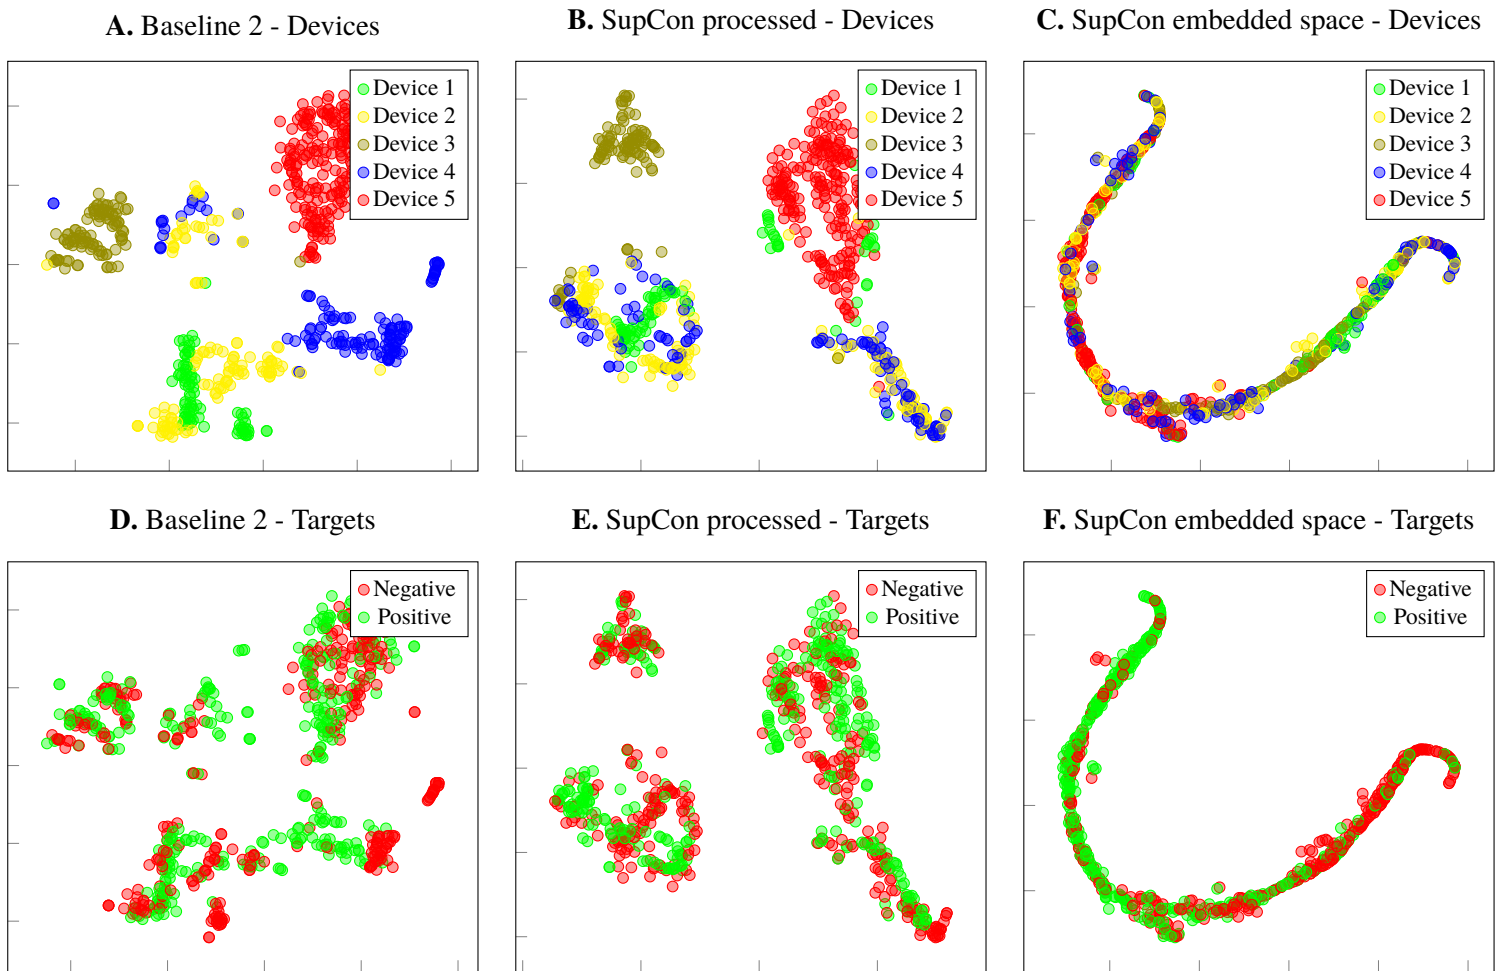 A. Baseline 2 - Devices
B. SupCon processed - Devices
C. SupCon embedded space - Devices
Device 1
Device 2
Device 3
Device 4
Device 5
Device 1
Device 2
Device 3
Device 4
Device 5
Device 1
Device 2
Device 3
Device 4
Device 5
D. Baseline 2 - Targets
E. SupCon processed - Targets
F. SupCon embedded space - Targets
Negative
Positive
Negative
Positive
Negative
Positive